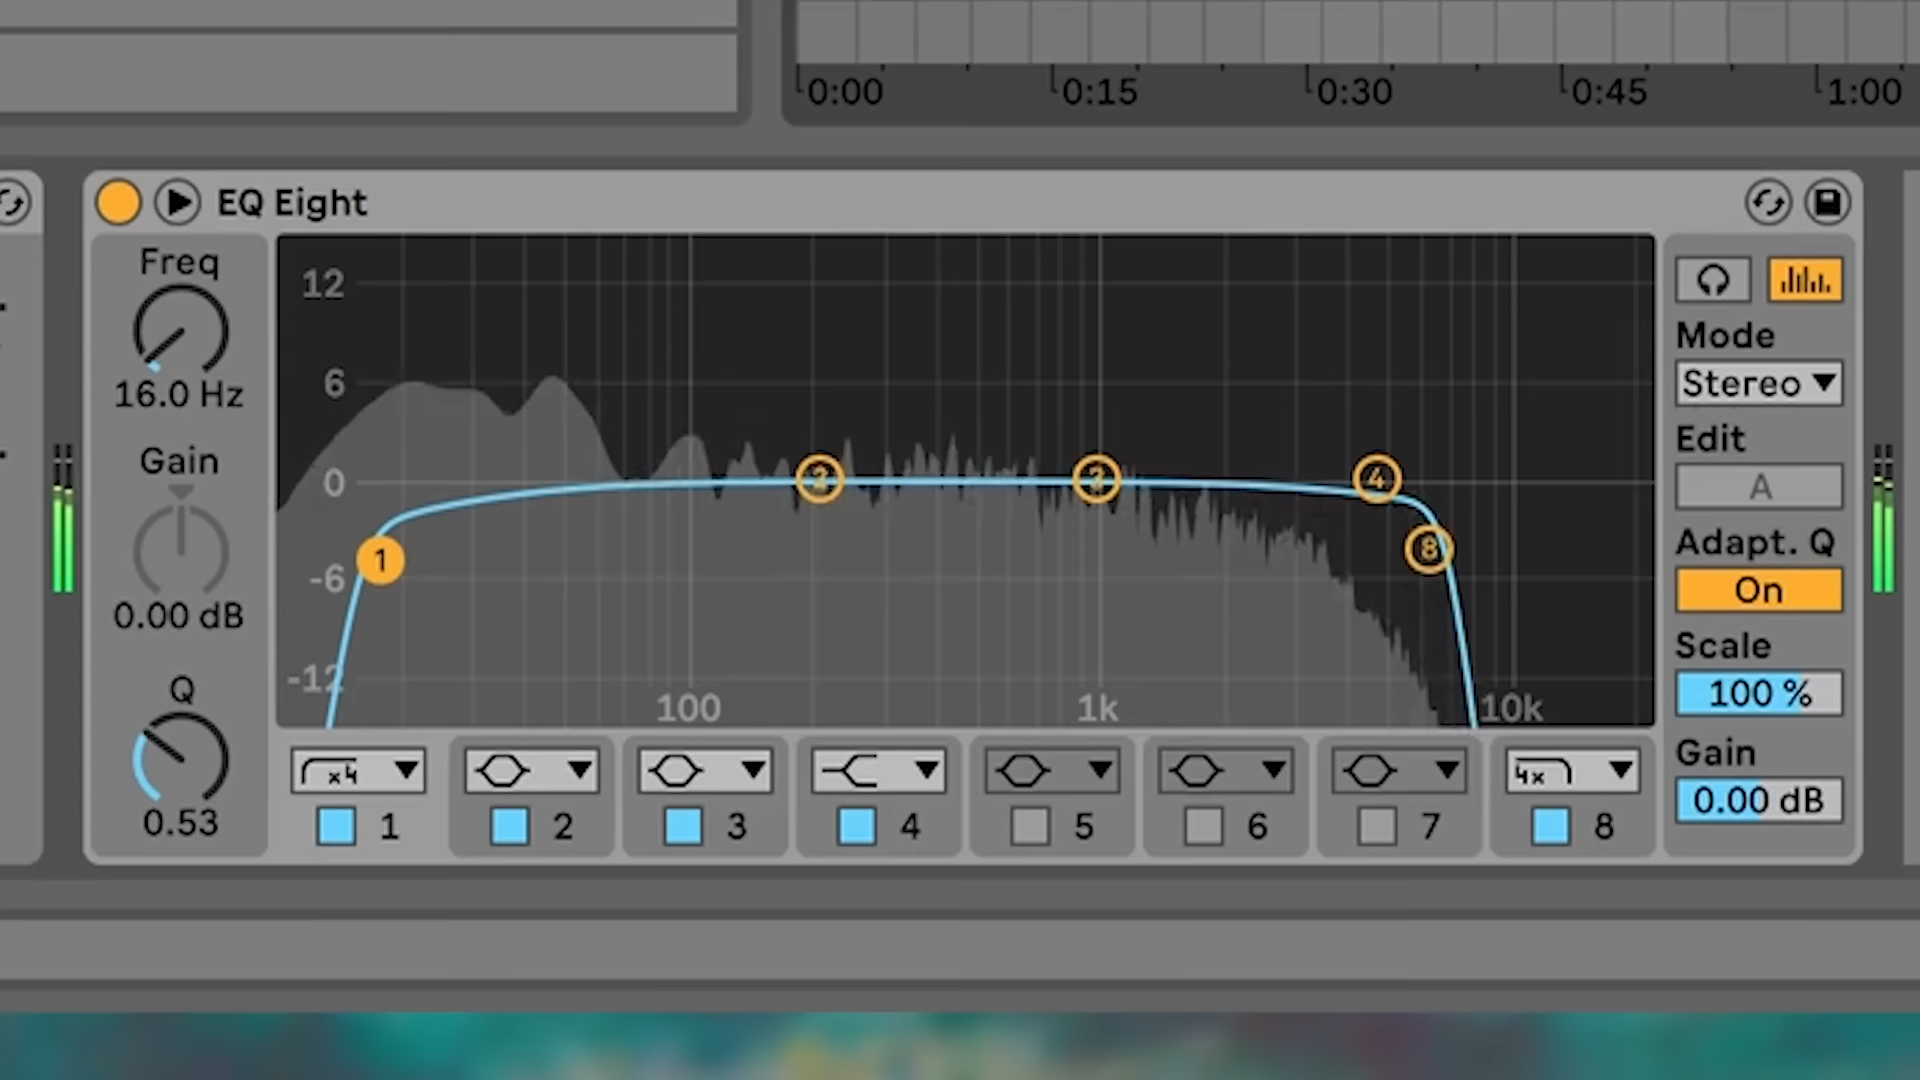 0:00 0:15 0:30 0:45 1:00
EQ Eight
Freq
16.0 Hz
Gain
0.00 dB
Q
0.53
12
6
0
-6
-12
100 1k 10k
1
2
4
8
x4
1 2 3 4 5 6 7
4x
8
Mode
Stereo
Edit
A
Adapt. Q
On
Scale
100 %
Gain
0.00 dB